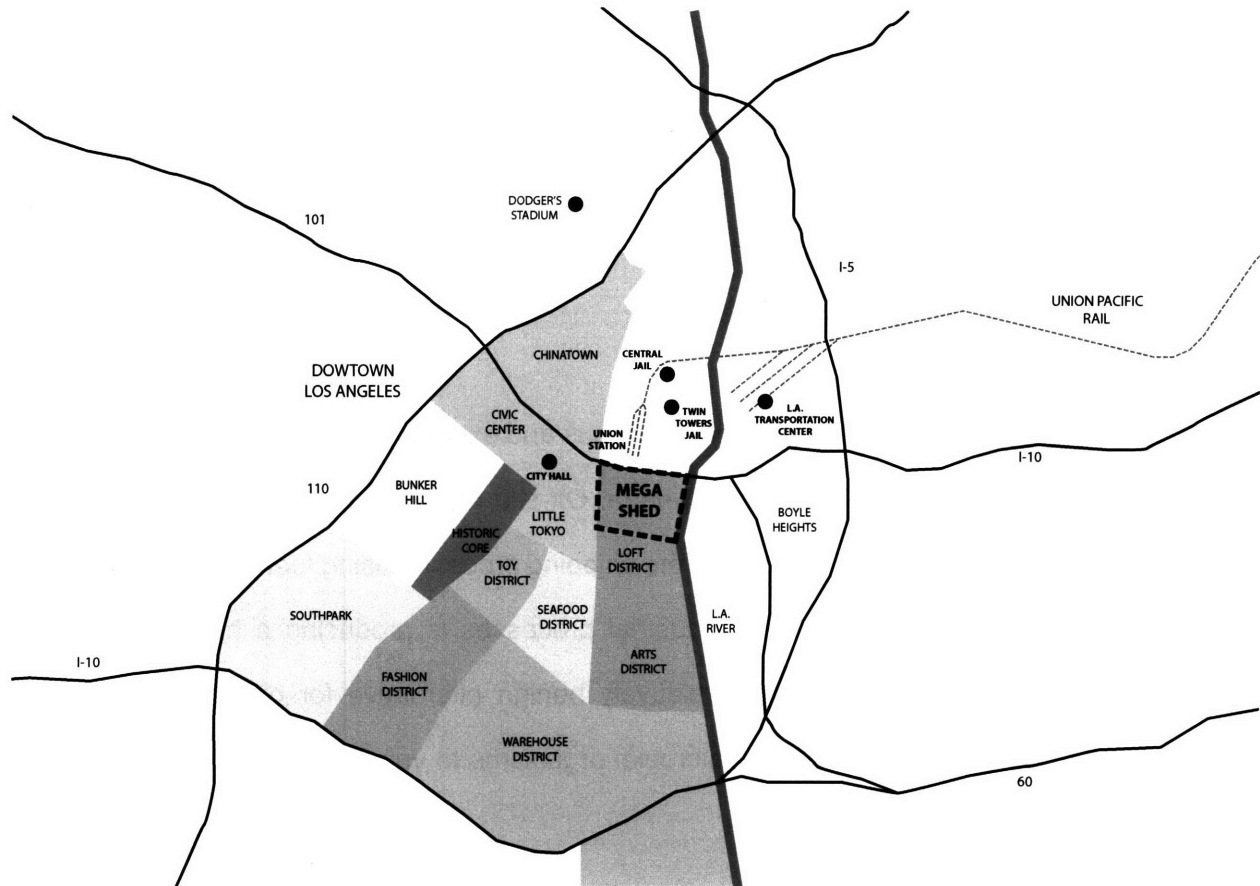 DODGER'S
STADIUM
101
I-5
UNION PACIFIC
RAIL
CHINATOWN
CENTRAL
JAIL
DOWTOWN
LOS ANGELES
CIVIC
CENTER
TWIN
TOWERS
JAIL
L.A.
TRANSPORTATION
CENTER
UNION
STATION
I-10
CITY HALL
110
BUNKER
HILL
MEGA
SHED
BOYLE
HEIGHTS
LITTLE
TOKYO
HISTORIC
CORE
LOFT
DISTRICT
TOY
DISTRICT
SEAFOOD
DISTRICT
L.A.
RIVER
SOUTHPARK
I-10
ARTS
DISTRICT
FASHION
DISTRICT
WAREHOUSE
DISTRICT
60